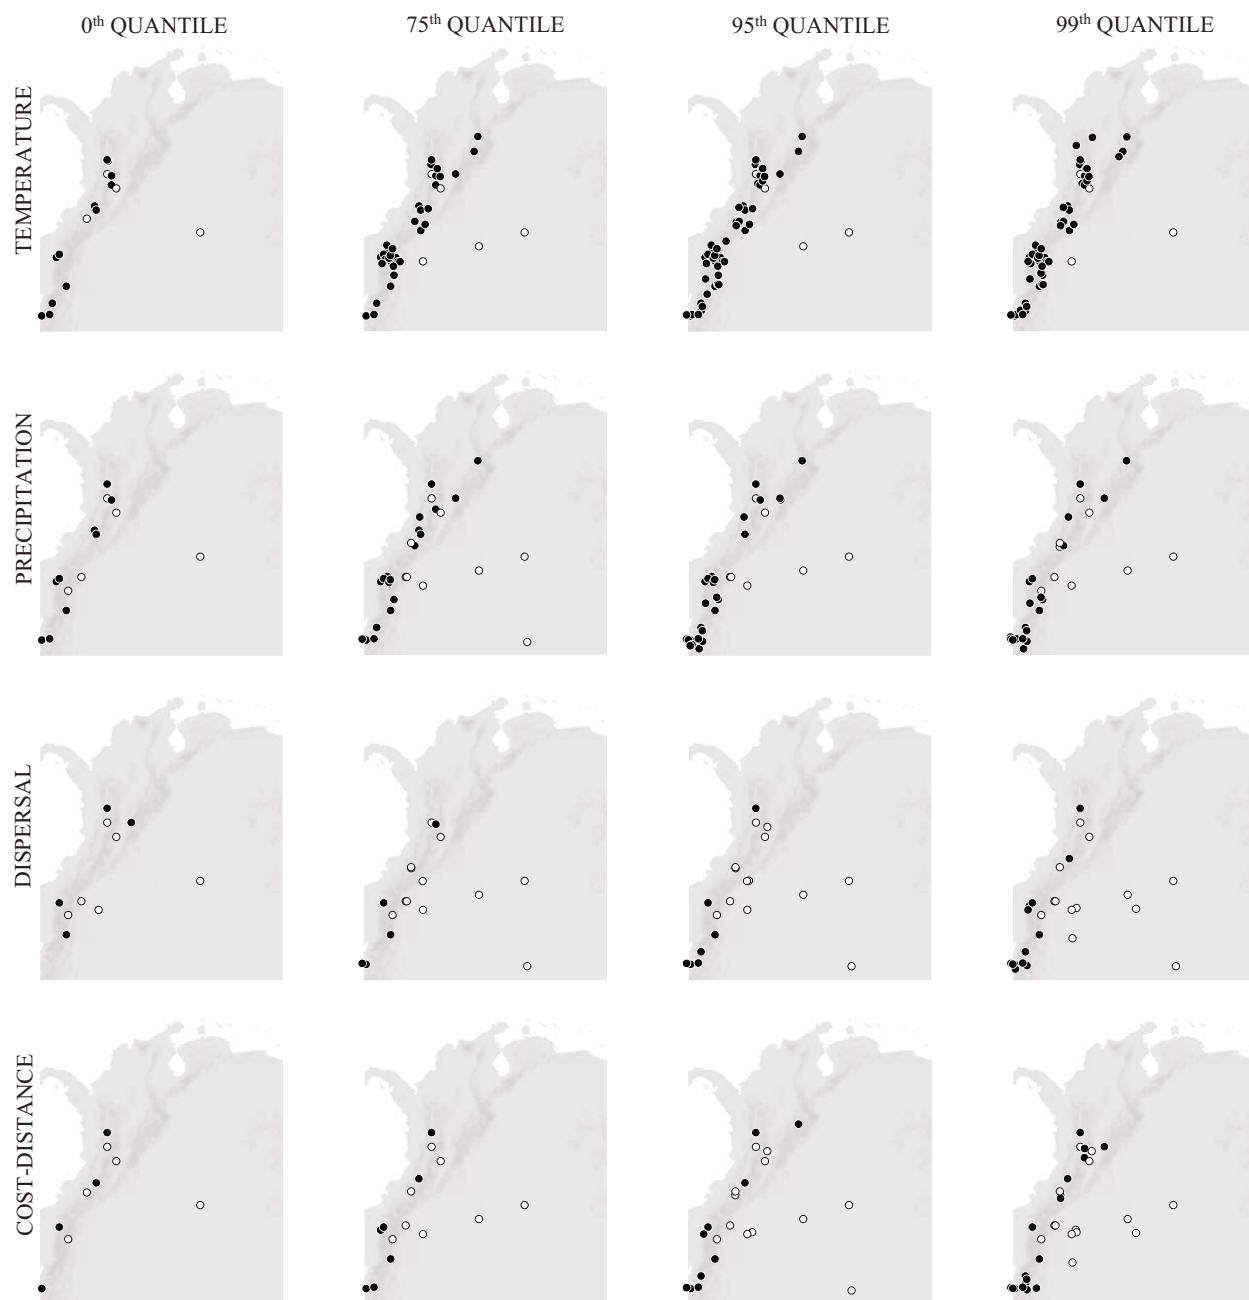 0th QUANTILE 75th QUANTILE 95th QUANTILE 99th QUANTILE
TEMPERATURE
PRECIPITATION
DISPERSAL
COST-DISTANCE